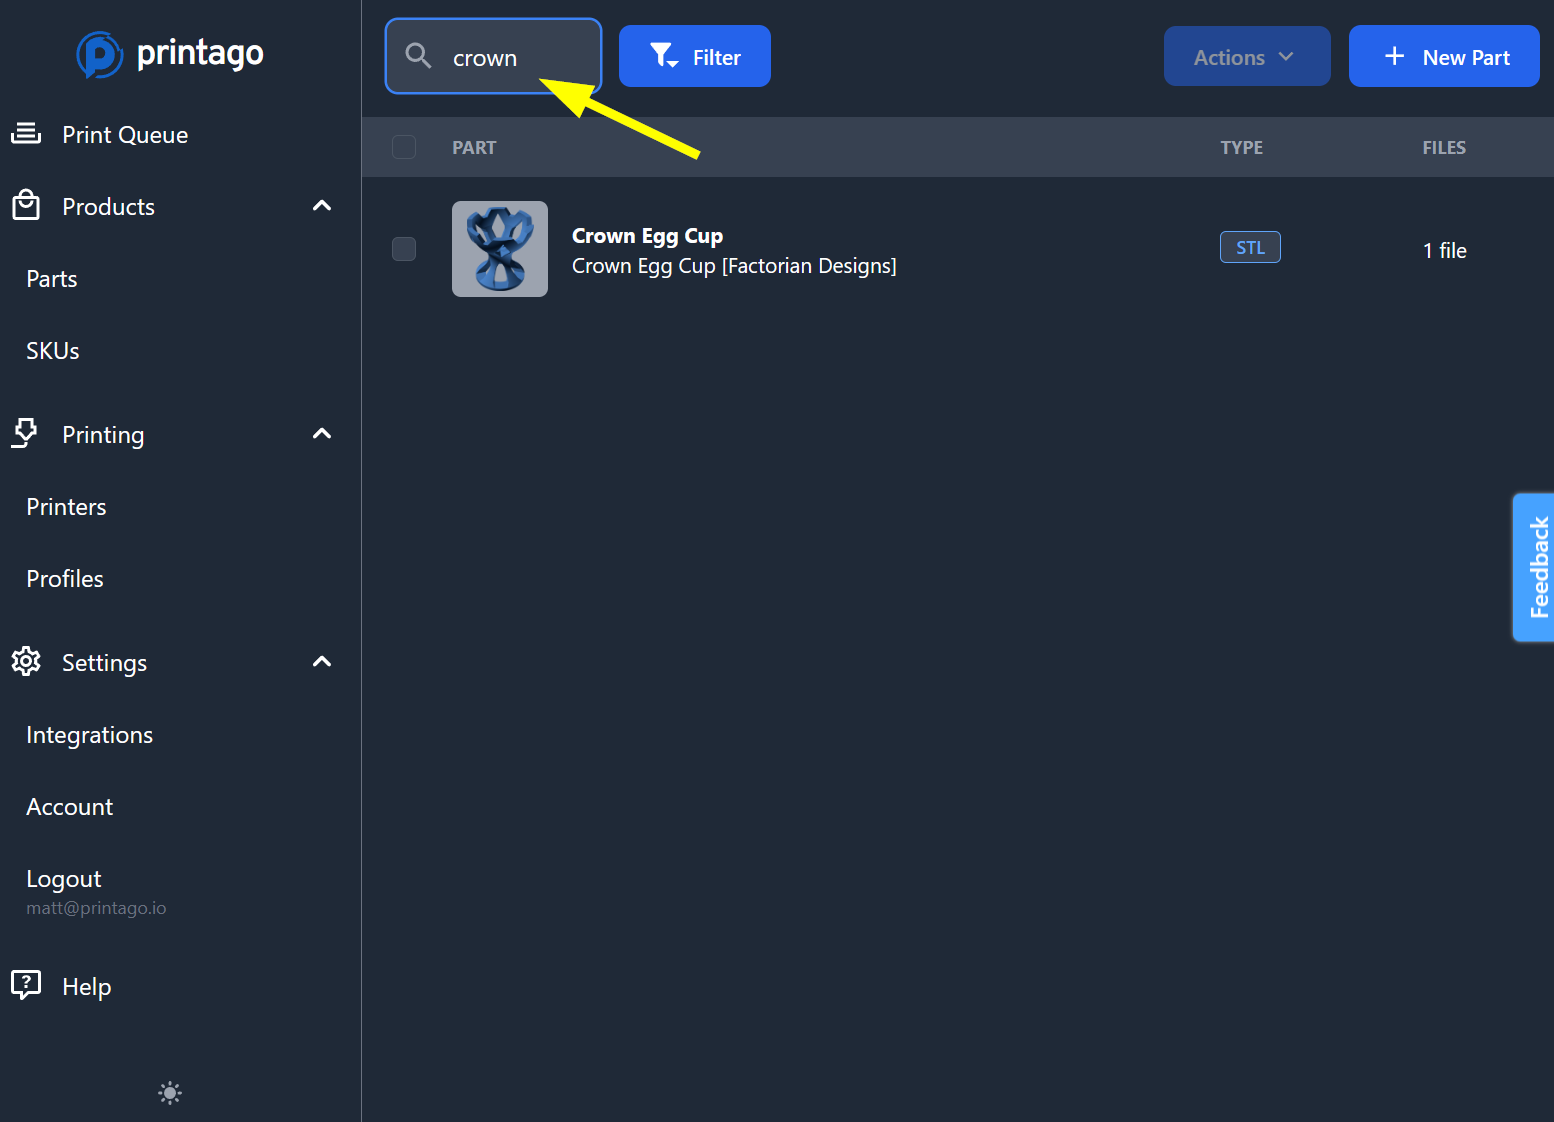 printago
Print Queue
Products
Parts
SKUs
Printing
Printers
Profiles
Settings
Integrations
Account
Logout
matt@printago.io
Help
crown
Filter
Actions
New Part
PART TYPE FILES
Crown Egg Cup
Crown Egg Cup [Factorian Designs]
STL
1 file
Feedback